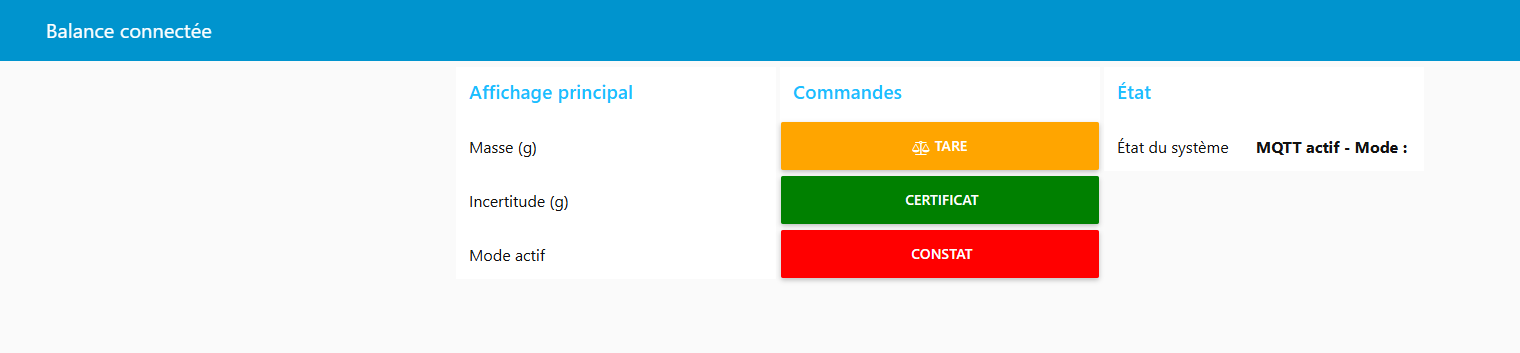 Balance connectée
Affichage principal
Masse (g)
Incertitude (g)
Mode actif
Commandes
TARE
CERTIFICAT
CONSTAT
État
État du système MQTT actif - Mode :